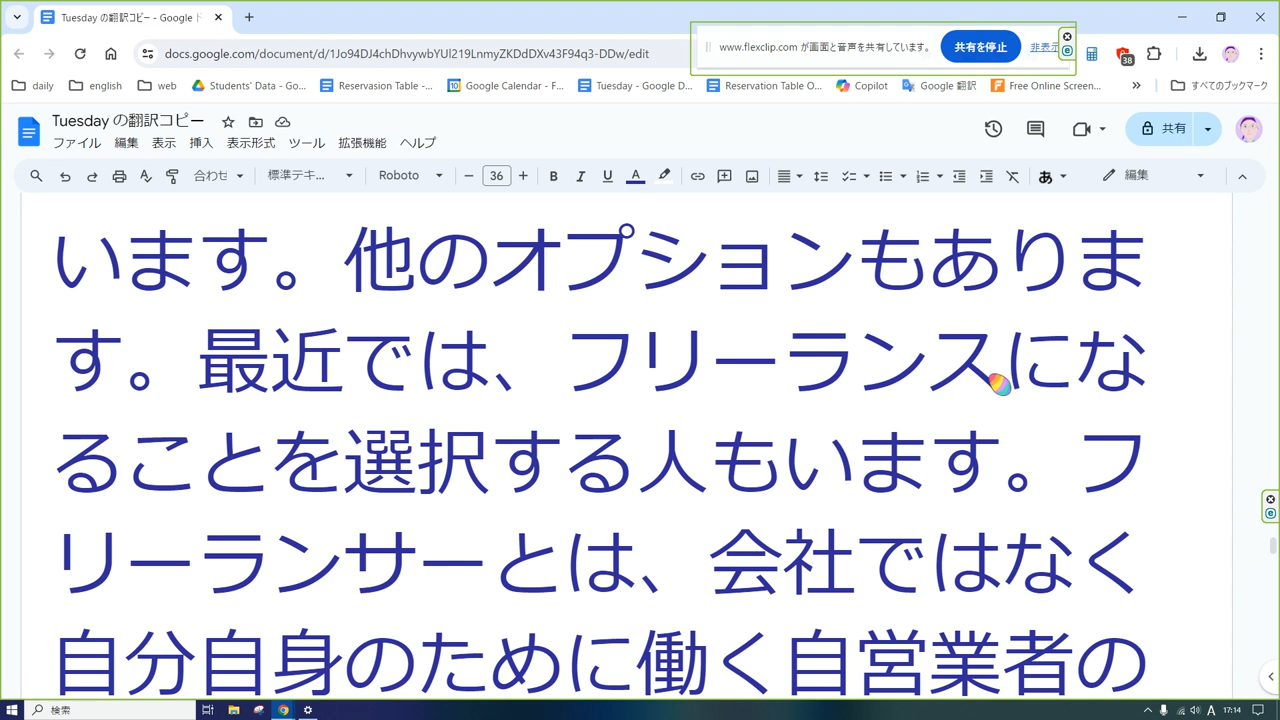 Tuesday の翻訳コピー - Google ド
docs.google.com/document/d/1Jo9Jl4chDhvywbYUl219LnmyZKDdDXv43F94q3-DDw/edit
www.flexclip.com が画面と音声を共有しています。
共有を停止
非表示
38
daily
english
web
Students' Data - Go...
Reservasion Table -...
Google Calendar - F...
Tuesday - Google D...
Reservation Table O...
Copilot
Google 翻訳
Free Online Screen...
すべてのブックマーク
Tuesday の翻訳コピー
ファイル 編集 表示 挿入 表示形式 ツール 拡張機能 ヘルプ
共有
合わせ
標準テキ...
Roboto
36
B I U A
あ
編集
います。他のオプションもありま
す。最近では、フリーランスにな
ることを選択する人もいます。フ
リーランサーとは、会社ではなく
自分自身のために働く自営業者の
検索
A
17:14